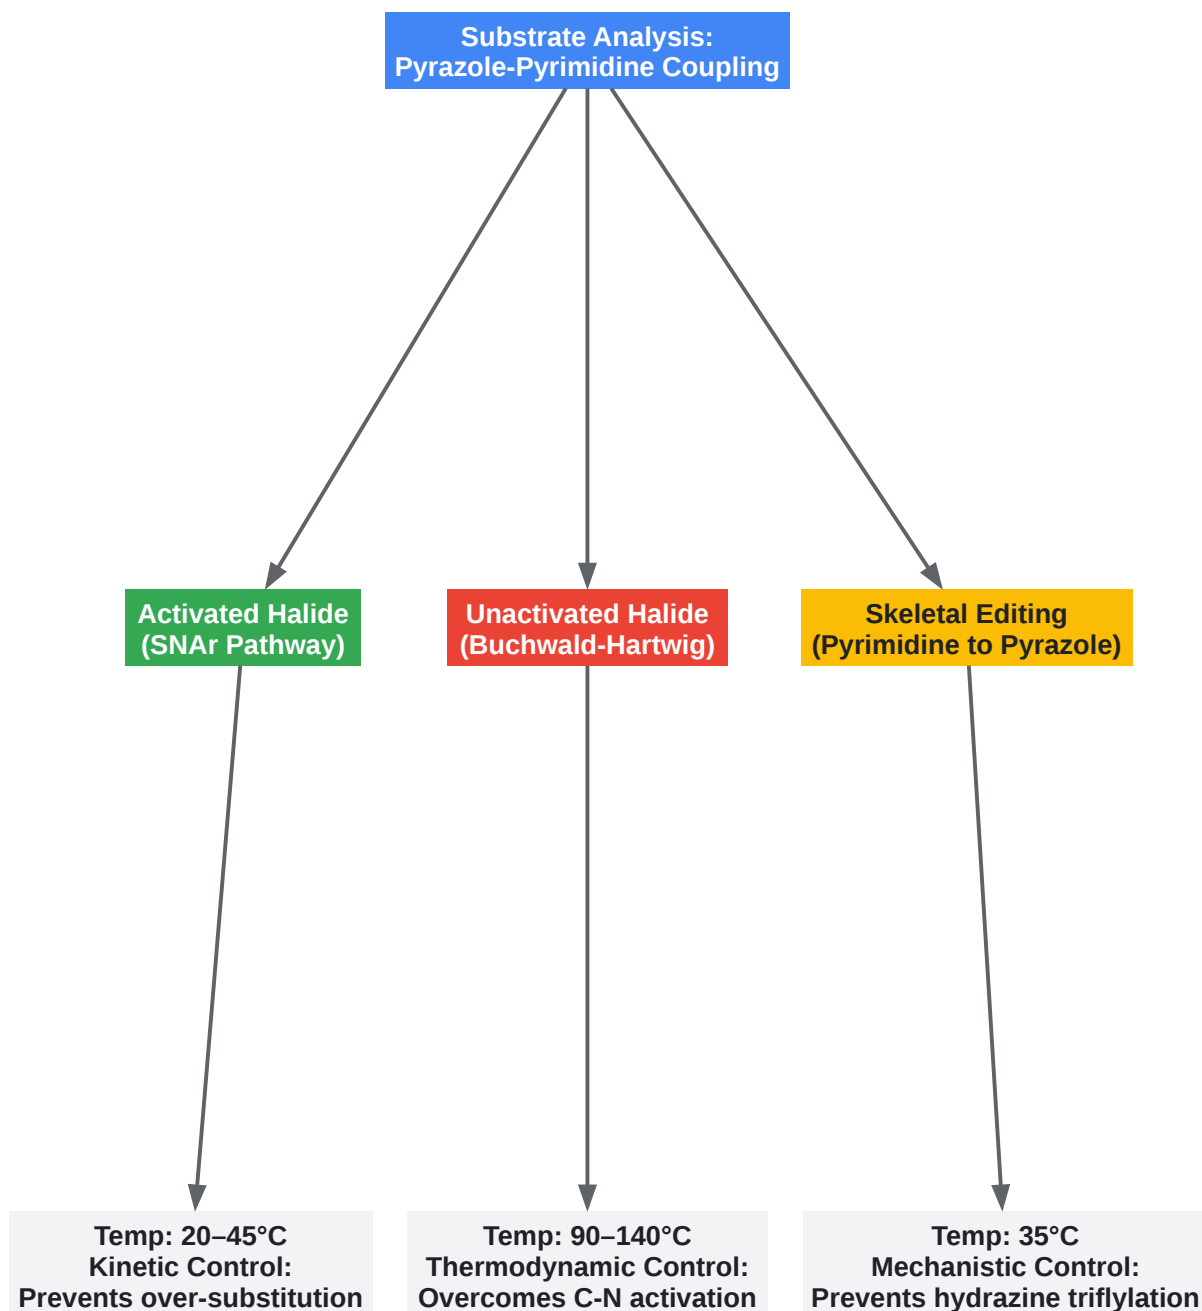 Substrate Analysis:
Pyrazole-Pyrimidine Coupling
Activated Halide
(SNAr Pathway)
Unactivated Halide
(Buchwald-Hartwig)
Skeletal Editing
(Pyrimidine to Pyrazole)
Temp: 20–45°C
Kinetic Control:
Prevents over-substitution
Temp: 90–140°C
Thermodynamic Control:
Overcomes C-N activation
Temp: 35°C
Mechanistic Control:
Prevents hydrazine triflylation